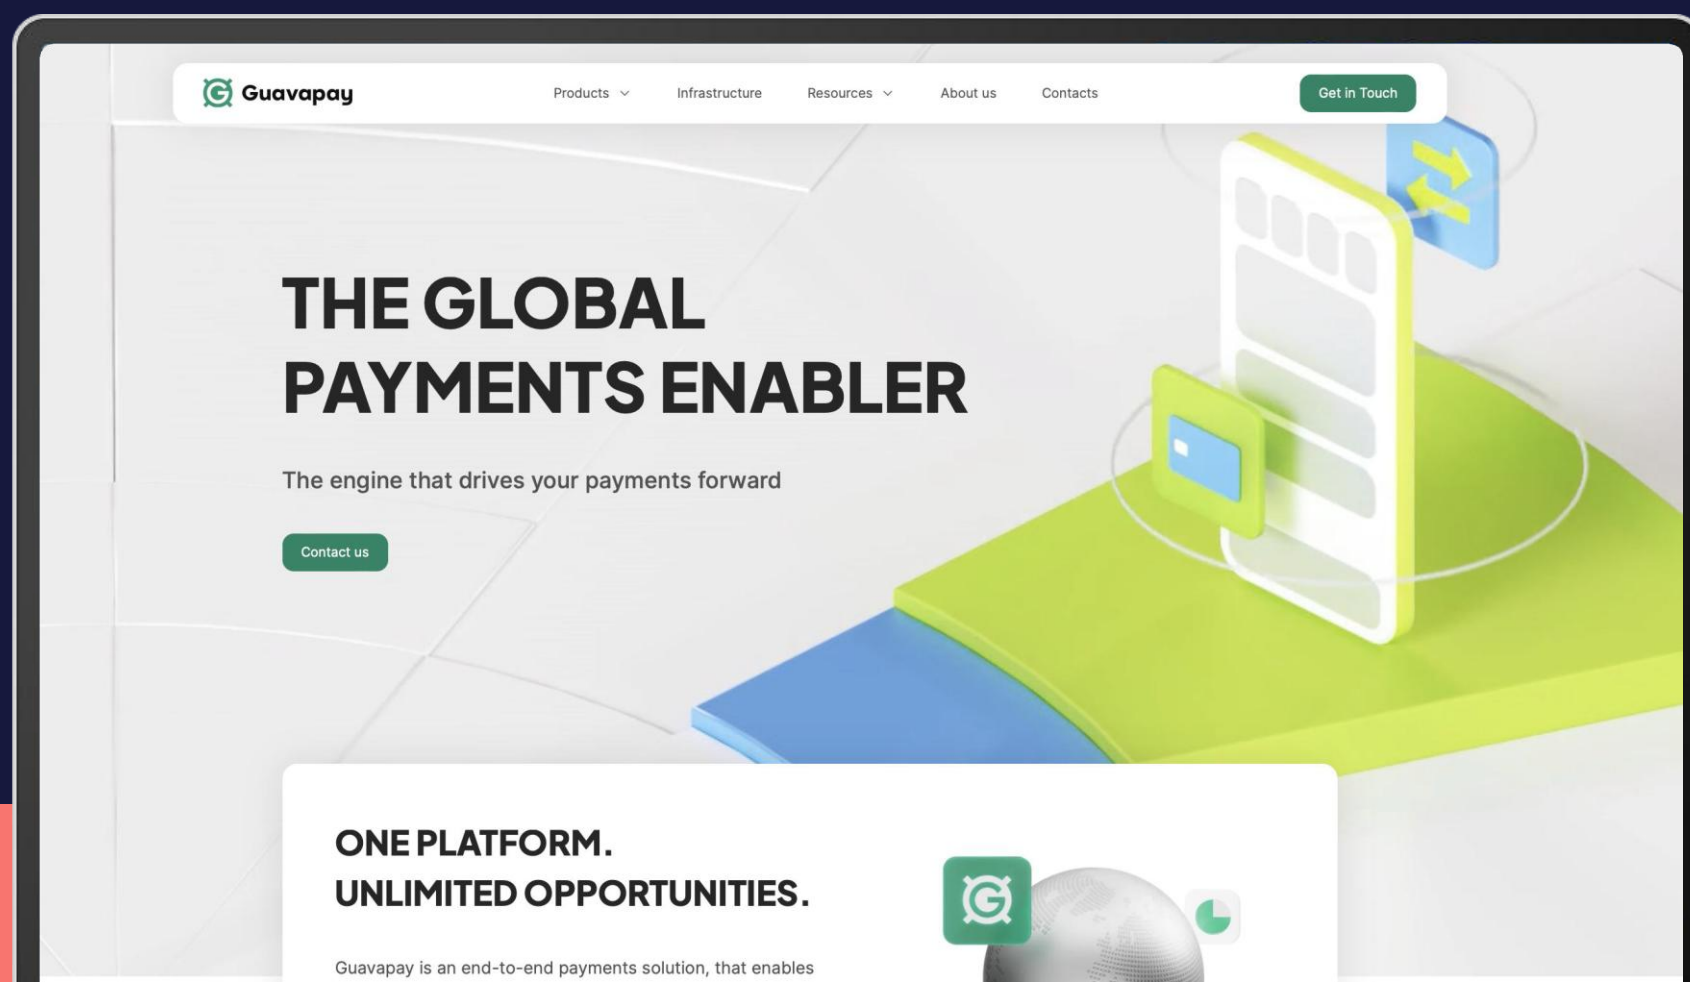 Guavapay
Products
Infrastructure
Resources
About us
Contacts
Get in Touch
THE GLOBAL
PAYMENTS ENABLER
The engine that drives your payments forward
Contact us
ONE PLATFORM.
UNLIMITED OPPORTUNITIES.
Guavapay is an end-to-end payments solution, that enables